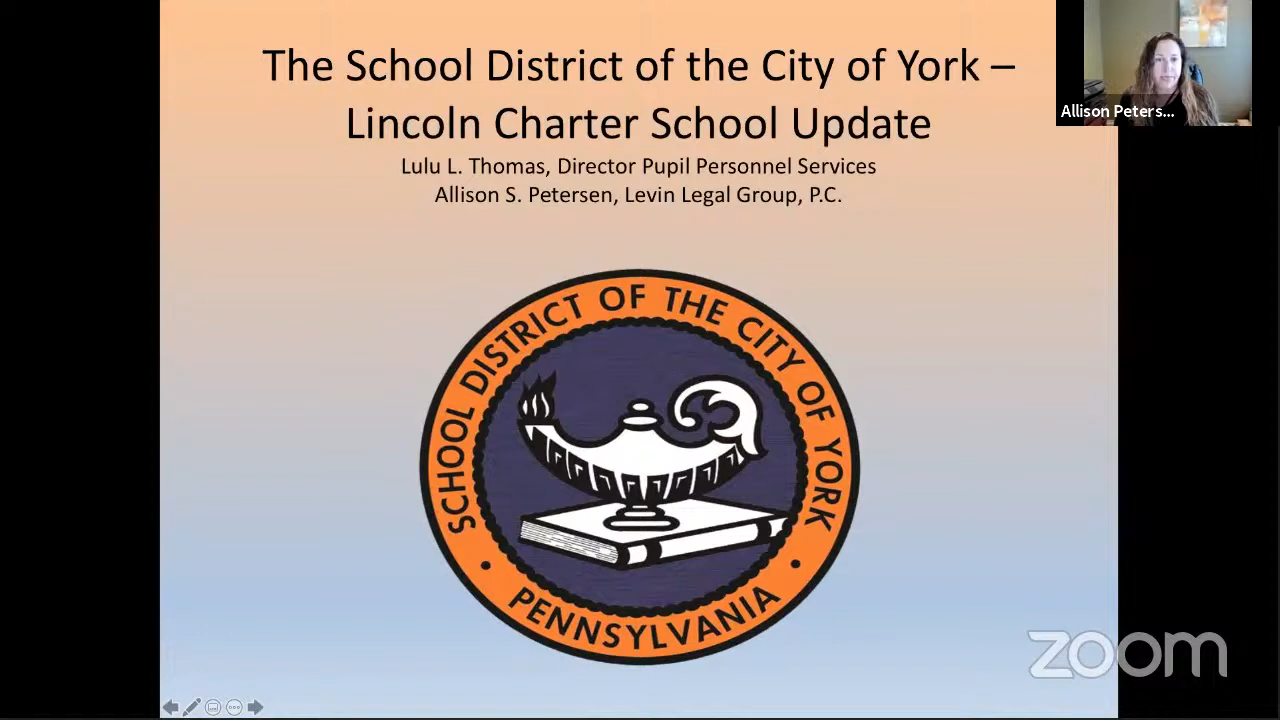 The School District of the City of York –
Lincoln Charter School Update
Lulu L. Thomas, Director Pupil Personnel Services
Allison S. Petersen, Levin Legal Group, P.C.
Allison Peters...
SCHOOL DISTRICT OF THE CITY OF YORK
• PENNSYLVANIA •
zoom